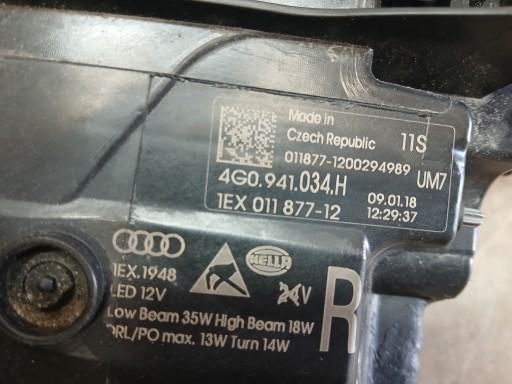 Made in
Czech Republic 11S
011877-1200294989
4G0.941.034.H UM7
1EX 011 877-12
09.01.18
12:29:37
HELLA
1EX.1948
LED 12V
24V
R
Low Beam 35W High Beam 18W
DRL/PO max. 13W Turn 14W